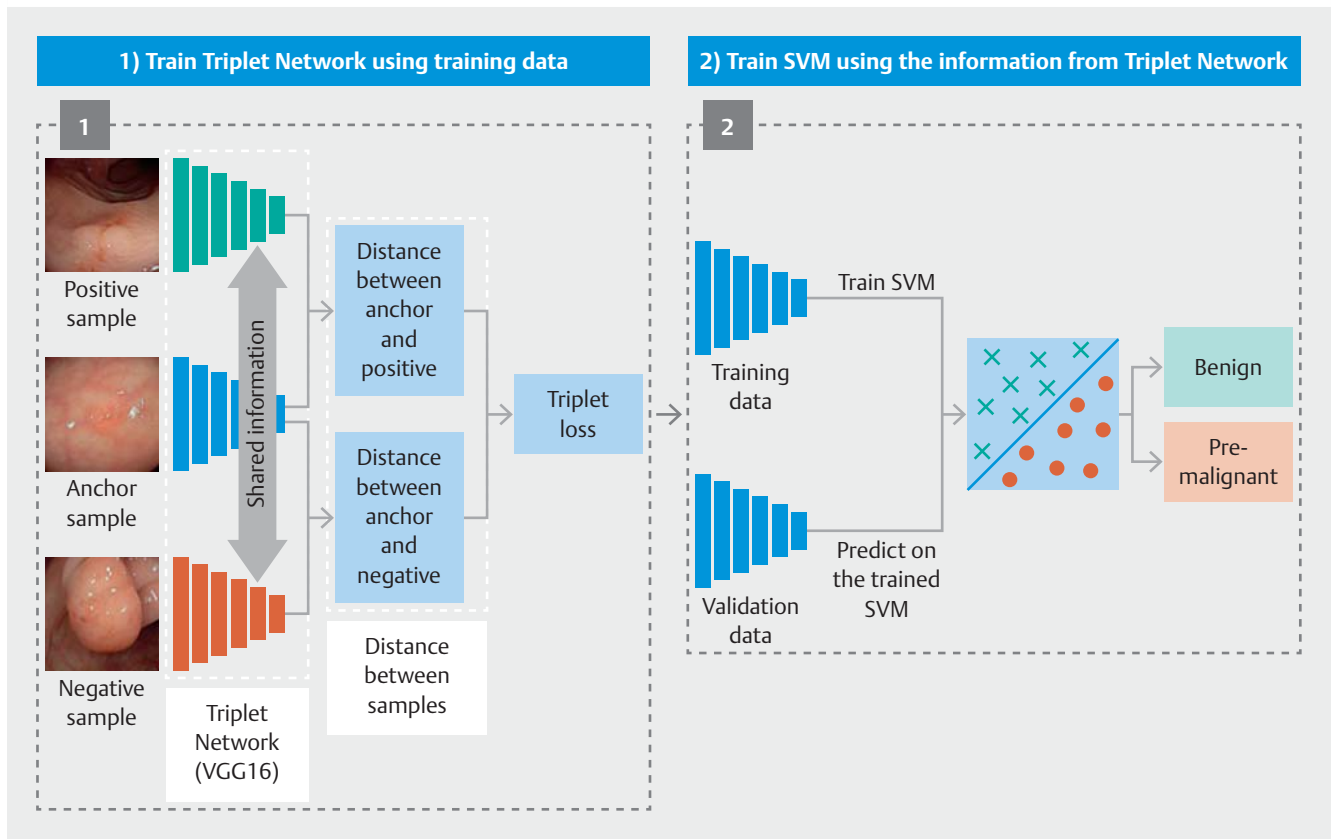 1) Train Triplet Network using training data
2) Train SVM using the information from Triplet Network
1
Positive
sample
Anchor
sample
Negative
sample
Shared information
Triplet
Network
(VGG16)
Distance
between
anchor
and
positive
Distance
between
anchor
and
negative
Distance
between
samples
Triplet
loss
2
Training
data
Validation
data
Train SVM
Predict on
the trained
SVM
Benign
Pre-
malignant